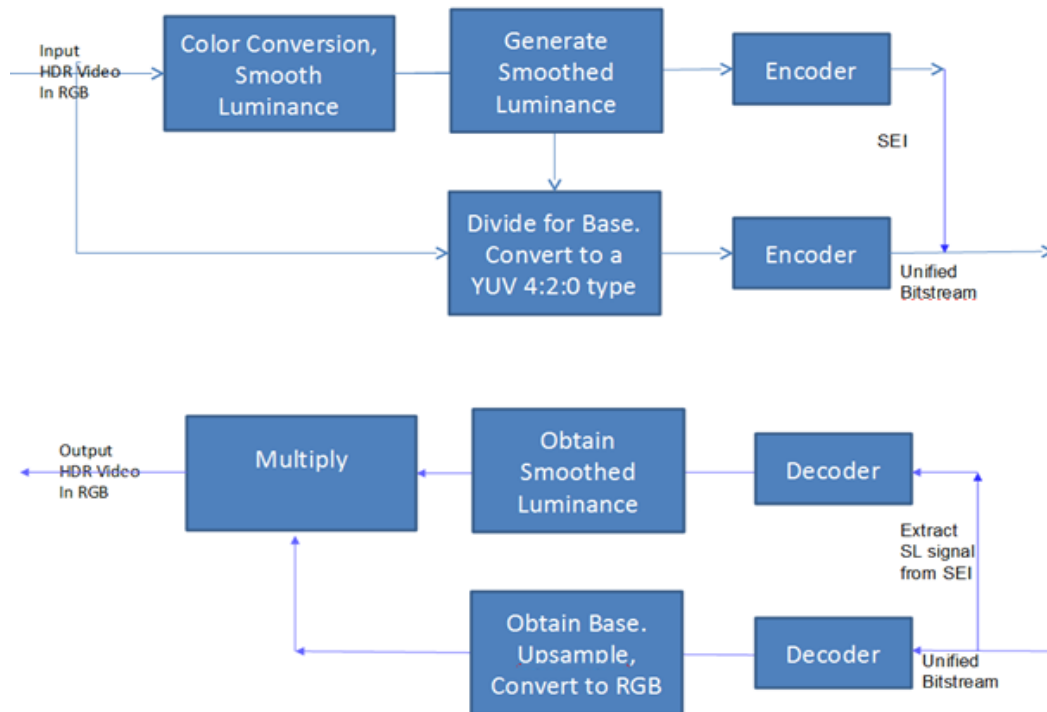 Input
HDR Video
In RGB
Color Conversion,
Smooth
Luminance
Generate
Smoothed
Luminance
Encoder
SEI
Divide for Base.
Convert to a
YUV 4:2:0 type
Encoder
Unified
Bitstream
Output
HDR Video
In RGB
Multiply
Obtain
Smoothed
Luminance
Decoder
Extract
SL signal
from SEI
Obtain Base.
Upsample,
Convert to RGB
Decoder
Unified
Bitstream